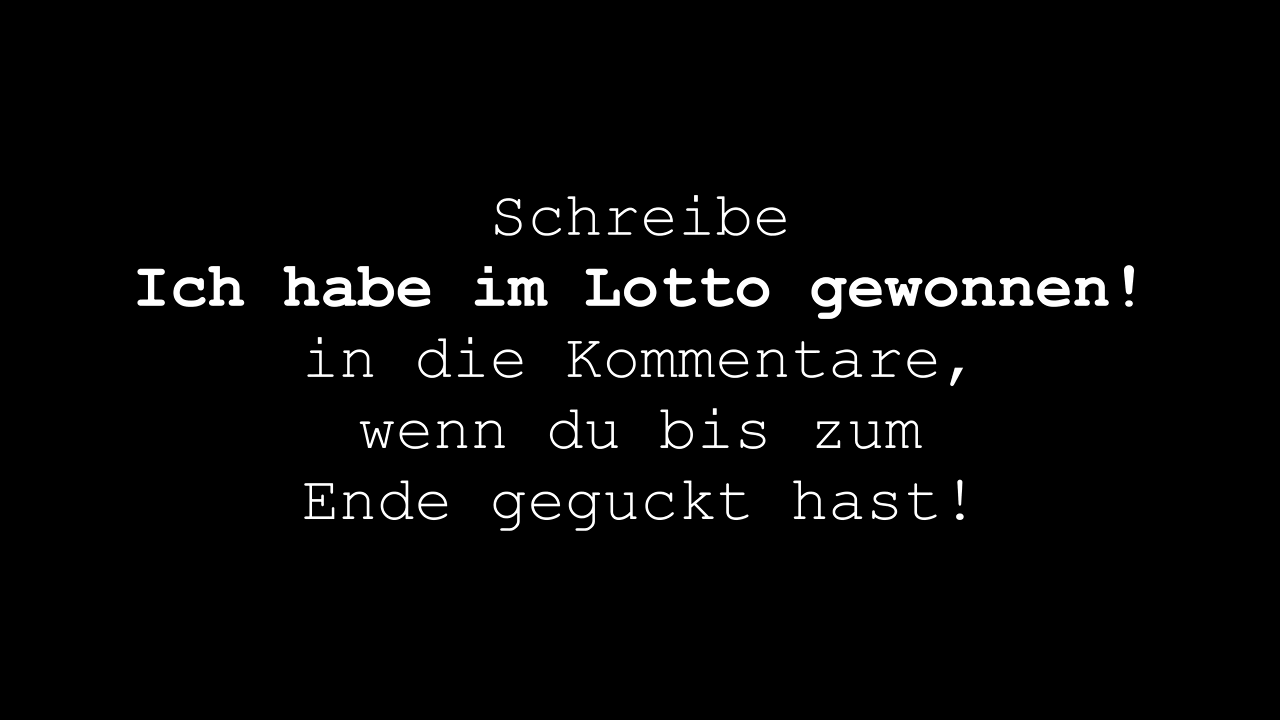 Schreibe
Ich habe im Lotto gewonnen!
in die Kommentare,
wenn du bis zum
Ende geguckt hast!